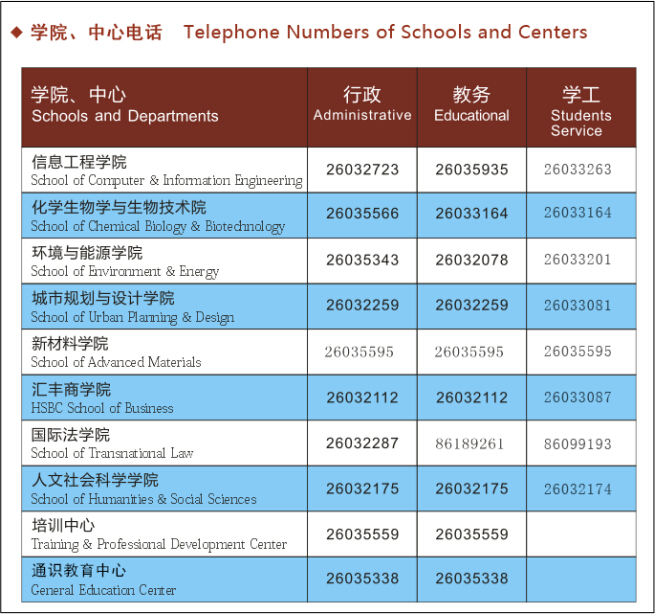 ◆ 学院、中心电话 Telephone Numbers of Schools and Centers
学院、中心 行政 教务 学工
Schools and Departments Administrative Educational Students
Service
信息工程学院
School of Computer & Information Engineering 26032723 26035935 26033263
化学生物学与生物技术院
School of Chemical Biology & Biotechnology 26035566 26033164 26033164
环境与能源学院
School of Environment & Energy 26035343 26032078 26033201
城市规划与设计学院
School of Urban Planning & Design 26032259 26032259 26033081
新材料学院
School of Advanced Materials 26035595 26035595 26035595
汇丰商学院
HSBC School of Business 26032112 26032112 26033087
国际法学院
School of Transnational Law 26032287 86189261 86099193
人文社会科学学院
School of Humanities & Social Sciences 26032175 26032175 26032174
培训中心
Training & Professional Development Center 26035559 26035559
通识教育中心
General Education Center 26035338 26035338